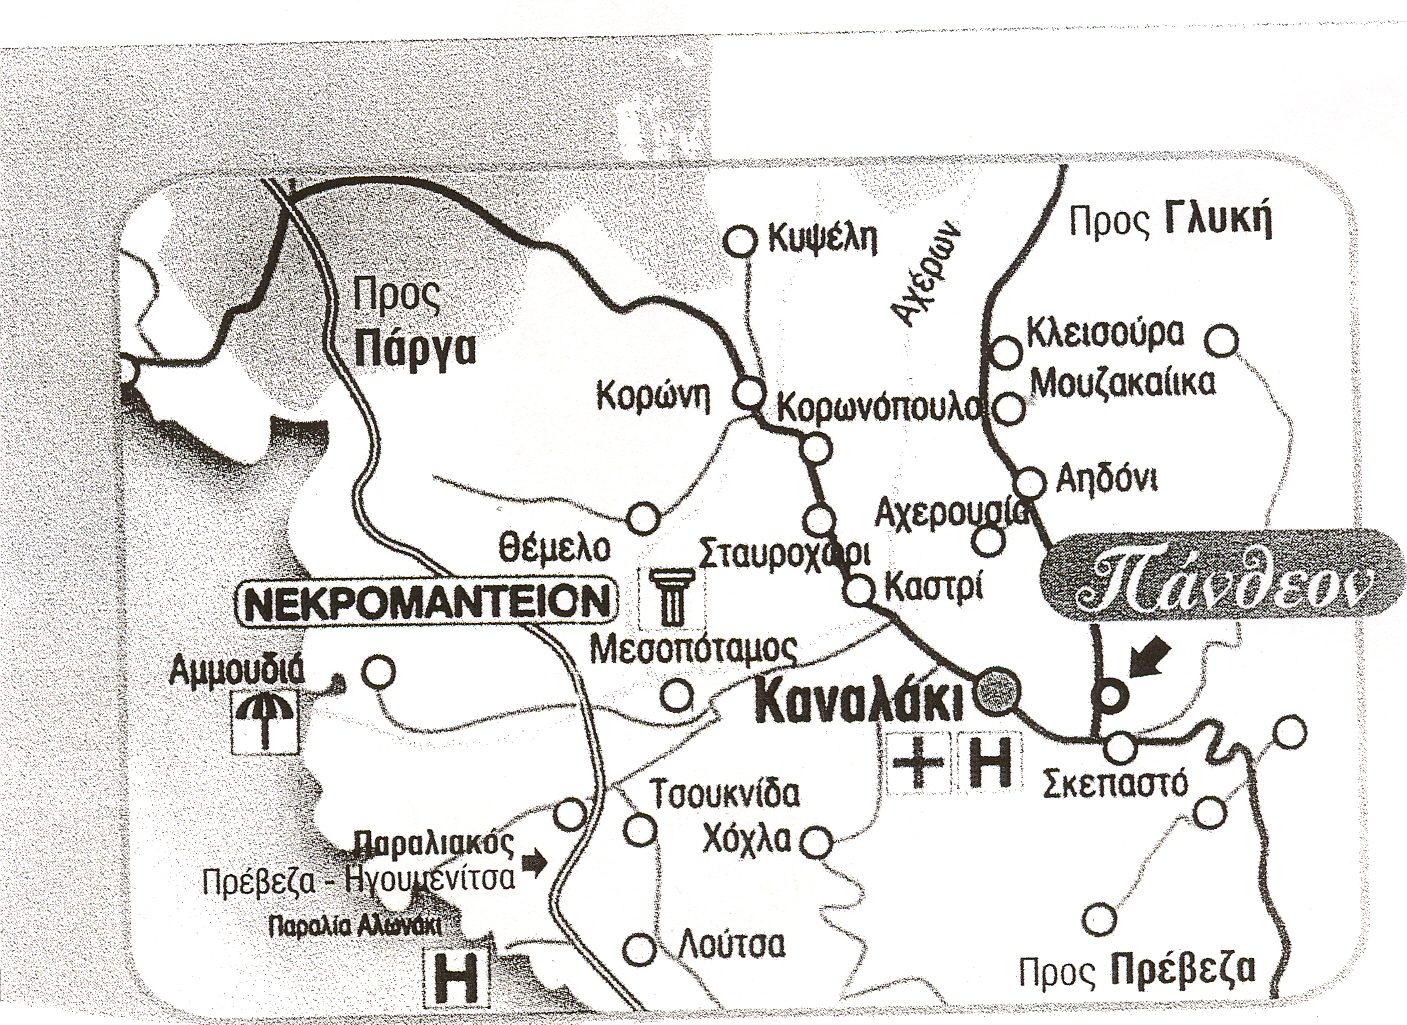 Κυψέλη
Αχέρων
Προς Γλυκή
Προς
Πάργα
Κλεισούρα
Μουζακαίικα
Κορώνη
Κορωνόπουλο
Αηδόνι
Αχερουσία
Θέμελο
Σταυροχώρι
Πάνθεον
Καστρί
ΝΕΚΡΟΜΑΝΤΕΙΟΝ
Μεσοπόταμος
Αμμουδιά
Καναλάκι
H
Σκεπαστό
Τσουκνίδα
Χόχλα
Παραλιακός
Πρέβεζα - Ηγουμενίτσα
Παραλία Αλωνάκι
Λούτσα
H
Προς Πρέβεζα